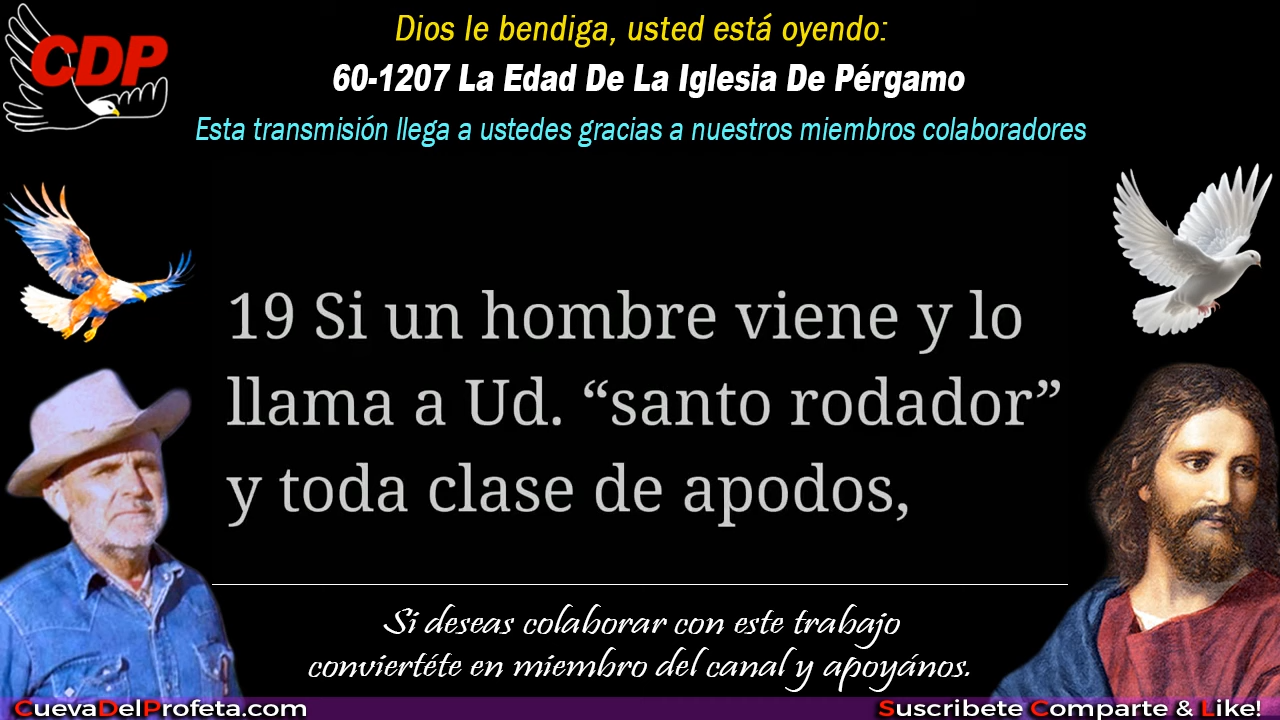 CDP
Dios le bendiga, usted está oyendo:
60-1207 La Edad De La Iglesia De Pérgamo
Esta transmisión llega a ustedes gracias a nuestros miembros colaboradores
19 Si un hombre viene y lo
llama a Ud. “santo rodador”
y toda clase de apodos,
Si deseas colaborar con este trabajo
conviertéte en miembro del canal y apoyános.
CuevaDelProfeta.com
Suscribete Comparte & Like!